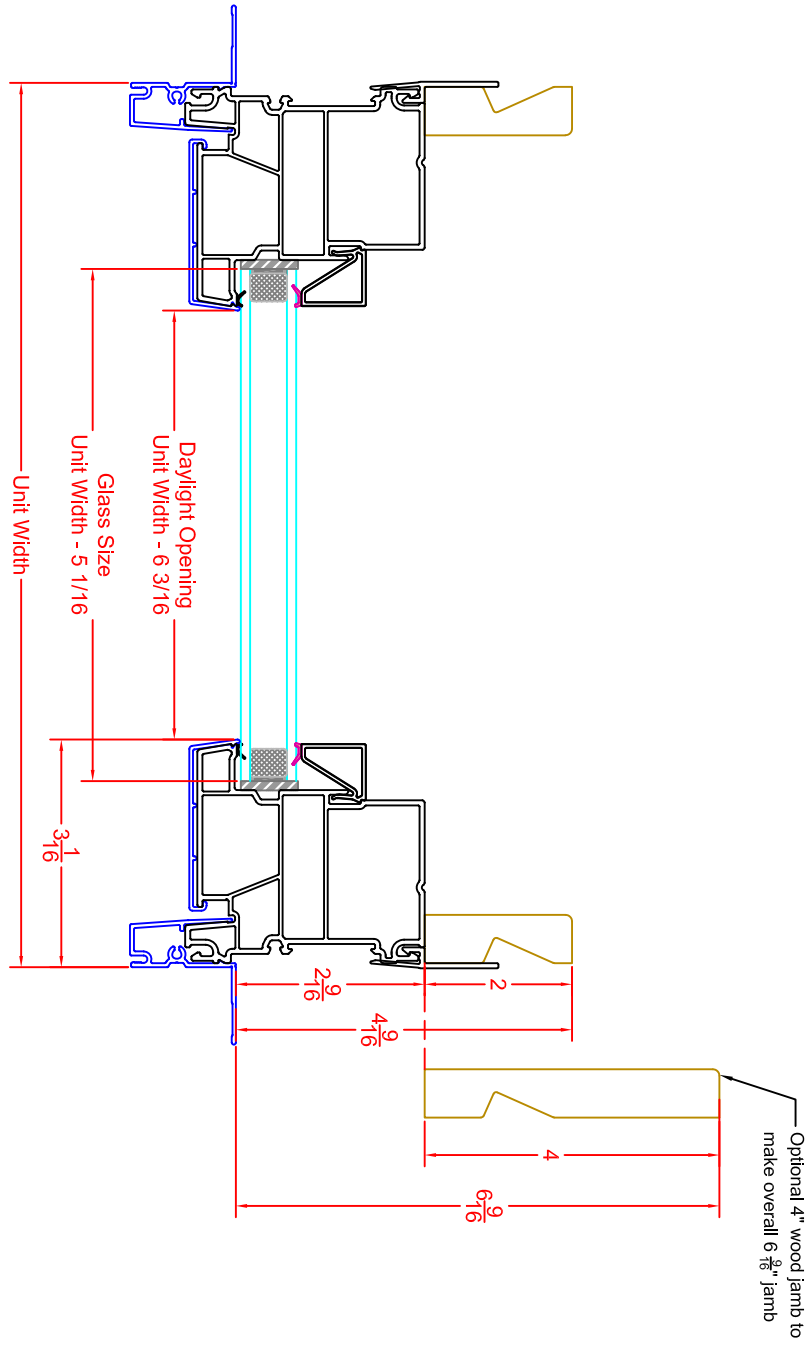 Optional 4" wood jamb to
make overall 6 9/16" jamb
Daylight Opening
Unit Width - 6 3/16
Glass Size
Unit Width - 5 1/16
Unit Width
3 1/16
2 9/16
2
4 9/16
4
6 9/16